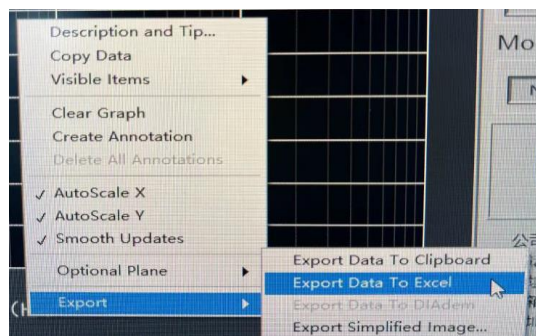 Description and Tip...
Copy Data
Visible Items
Clear Graph
Create Annotation
Delete All Annotations
AutoScale X
AutoScale Y
Smooth Updates
Optional Plane
Export
Export Data To Clipboard
Export Data To Excel
Export Data To DIAdem
Export Simplified Image...
Mo
公司
(H